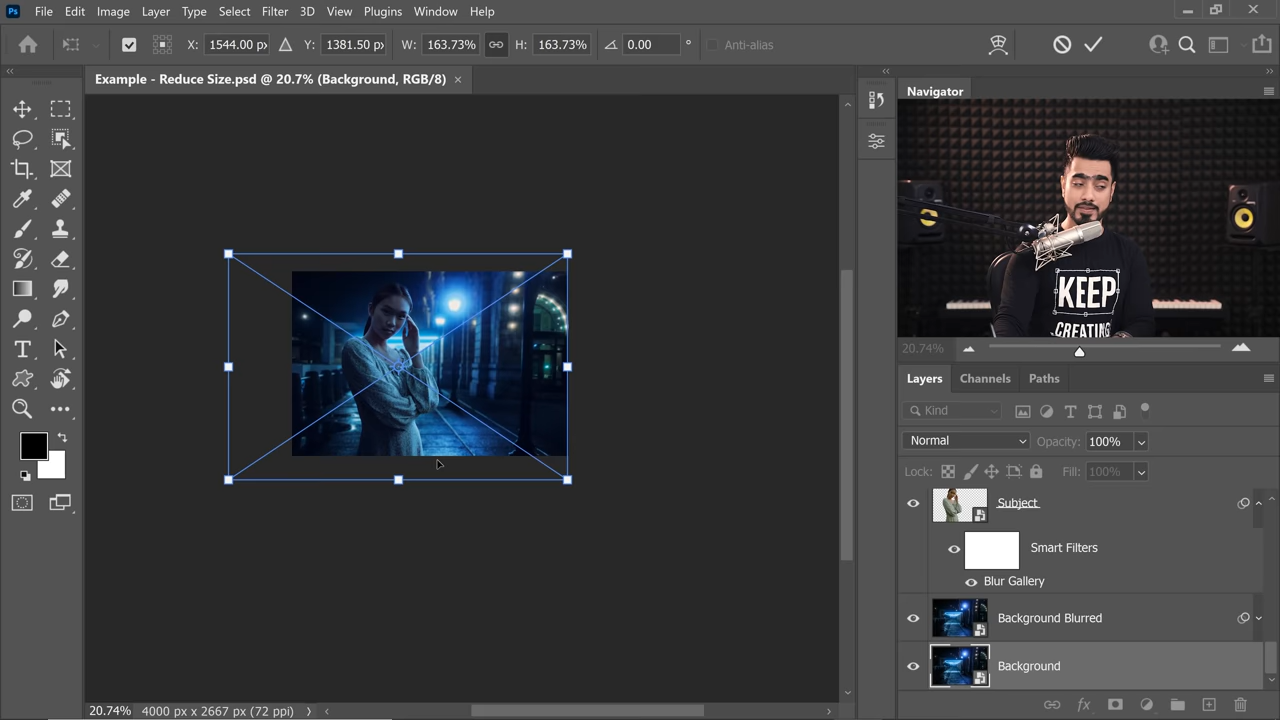 Ps File Edit Image Layer Type Select Filter 3D View Plugins Window Help
X: 1544.00 px Y: 1381.50 px W: 163.73% H: 163.73% 0.00 ° Anti-alias
Example - Reduce Size.psd @ 20.7% (Background, RGB/8) ×
Navigator
KEEP
CREATING
20.74%
Layers Channels Paths
Kind
Normal Opacity: 100%
Lock: Fill: 100%
Subject
Smart Filters
Blur Gallery
Background Blurred
Background
fx
20.74% 4000 px x 2667 px (72 ppi)